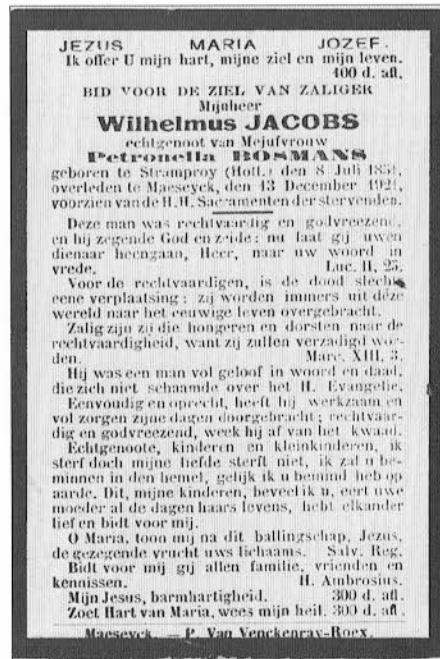 JEZUS MARIA JOZEF.
Ik offer U mijn hart, mijne ziel en mijn leven.
100 d. afl.
BID VOOR DE ZIEL VAN ZALIGER
Mijnheer
Wilhelmus JACOBS
echtgenoot van Mejufvrouw
Petronella BOSMANS
geboren te Stramproy (Holl.) den 8 Juli
overleden te Maeseyck, den 13 December
voorzien van de H.H. Sacramenten der stervenden.
Deze man was rechtvaardig en godvreezend,
en hij zegende God en zeide: nu laat gij uwen
dienaar heengaan, Heer, naar uw woord in
vrede. Luc. II, 25.
Voor de rechtvaardigen, is de dood slechts
eene verplaatsing: zij worden immers uit déze
wereld naar het eeuwige leven overgebracht.
Zalig zijn zij die hongeren en dorsten naar de
rechtvaardigheid, want zij zullen verzadigd wor-
den. Marc. XIII, 3.
Hij was een man vol geloof in woord en daad,
die zich niet schaamde over het H. Evangelie.
Eenvoudig en oprecht, heeft hij werkzaam en
vol zorgen zijne dagen doorgebracht; rechtvaar-
dig en godvreezend, week hij af van het kwaad.
Echtgenoote, kinderen en kleinkinderen, ik
sterf doch mijne liefde sterft niet, ik zal u be-
minnen in den hemel, gelijk ik u bemind heb op
aarde. Dit, mijne kinderen, beveel ik u, eert uwe
moeder al de dagen haars levens, hebt elkander
lief en bidt voor mij.
O Maria, toon mij na dit ballingschap, Jezus,
de gezegende vrucht uws lichaams. Salv. Reg.
Bidt voor mij gij allen familie, vrienden en
kennissen. H. Ambrosius.
Mijn Jesus, barmhartigheid. 300 d. afl.
Zoet Hart van Maria, wees mijn heil. 300 d. afl.
Maeseyck. — P. Van Venckenray-Roex.